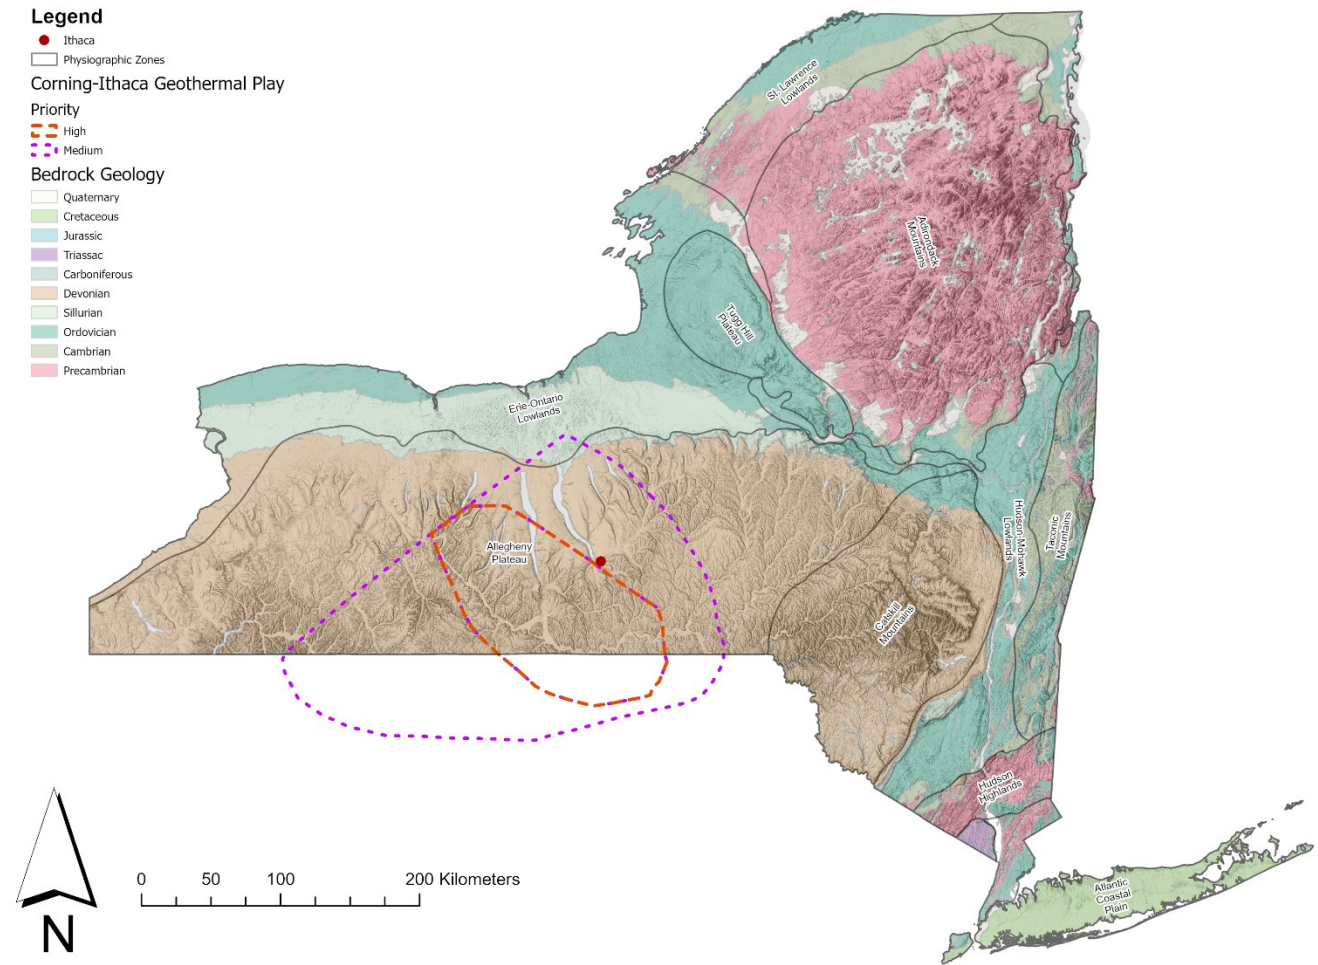 Legend
Ithaca
Physiographic Zones
Corning-Ithaca Geothermal Play
Priority
High
Medium
Bedrock Geology
Quaternary
Cretaceous
Jurassic
Triassac
Carboniferous
Devonian
Sillurian
Ordovician
Cambrian
Precambrian
St. Lawrence
Lowlands
Adirondack
Mountains
Tugg Hill
Plateau
Erie-Ontario
Lowlands
Allegheny
Plateau
Hudson-Mohawk
Lowlands
Taconic
Mountains
Catskill
Mountains
Hudson
Highlands
Atlantic
Coastal
Plain
0 50 100 200 Kilometers
N